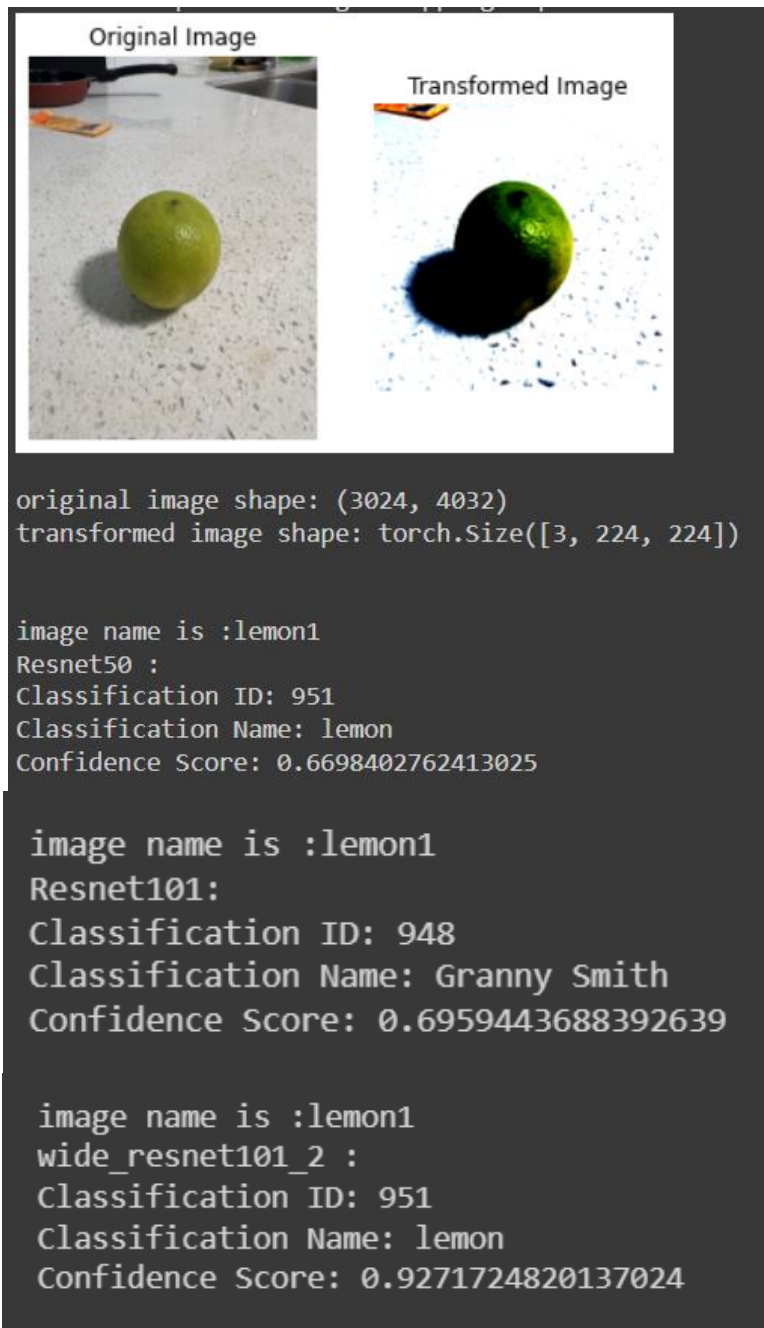 Original Image
Transformed Image
original image shape: (3024, 4032)
transformed image shape: torch.Size([3, 224, 224])
image name is :lemon1
Resnet50 :
Classification ID: 951
Classification Name: lemon
Confidence Score: 0.6698402762413025
image name is :lemon1
Resnet101:
Classification ID: 948
Classification Name: Granny Smith
Confidence Score: 0.6959443688392639
image name is :lemon1
wide_resnet101_2 :
Classification ID: 951
Classification Name: lemon
Confidence Score: 0.9271724820137024